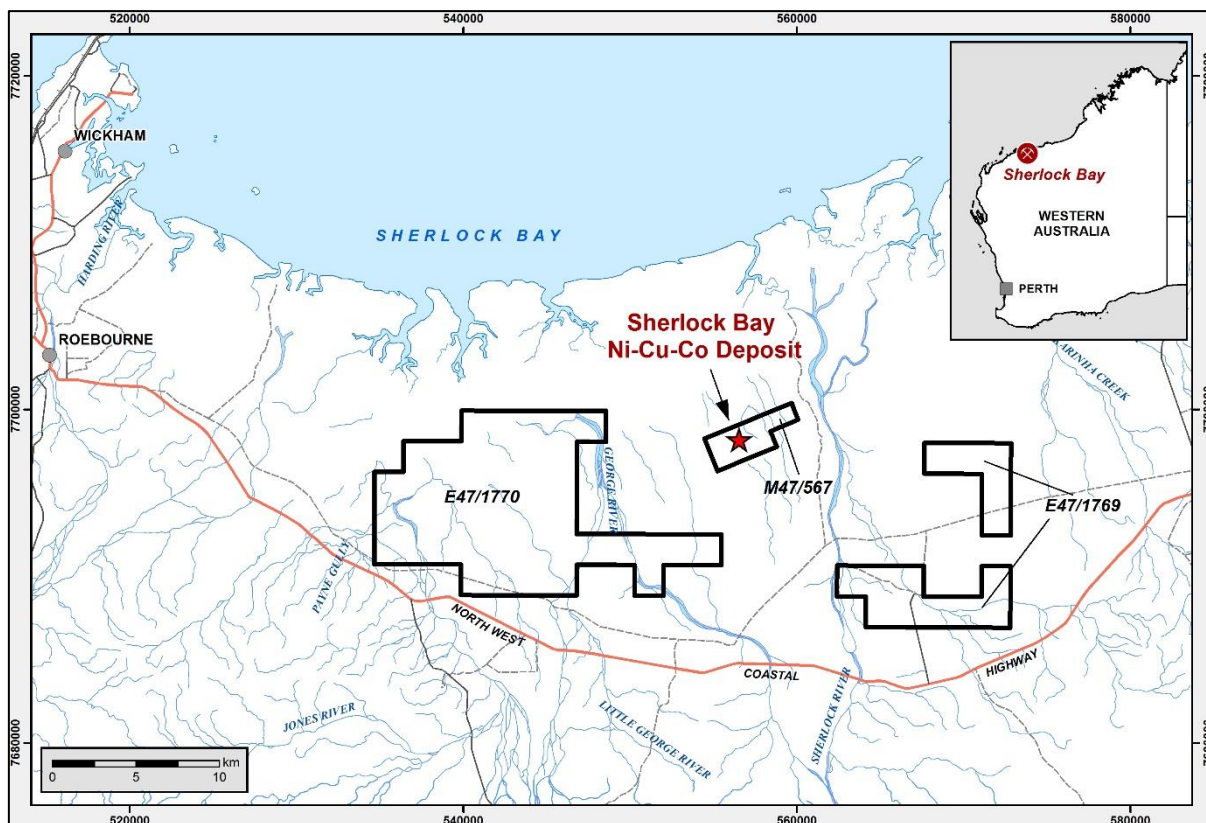 520000
540000
560000
580000
7720000
WICKHAM
HARDING RIVER
SHERLOCK BAY
Sherlock Bay
WESTERN
AUSTRALIA
PERTH
ROEBOURNE
Sherlock Bay
Ni-Cu-Co Deposit
7700000
E47/1770
GEORGE RIVER
M47/567
E47/1769
PAYNE GULLY
NORTH WEST
COASTAL
HIGHWAY
JONES RIVER
LITTLE GEORGE RIVER
SHERLOCK RIVER
7680000
km
0
5
10
520000
540000
560000
580000